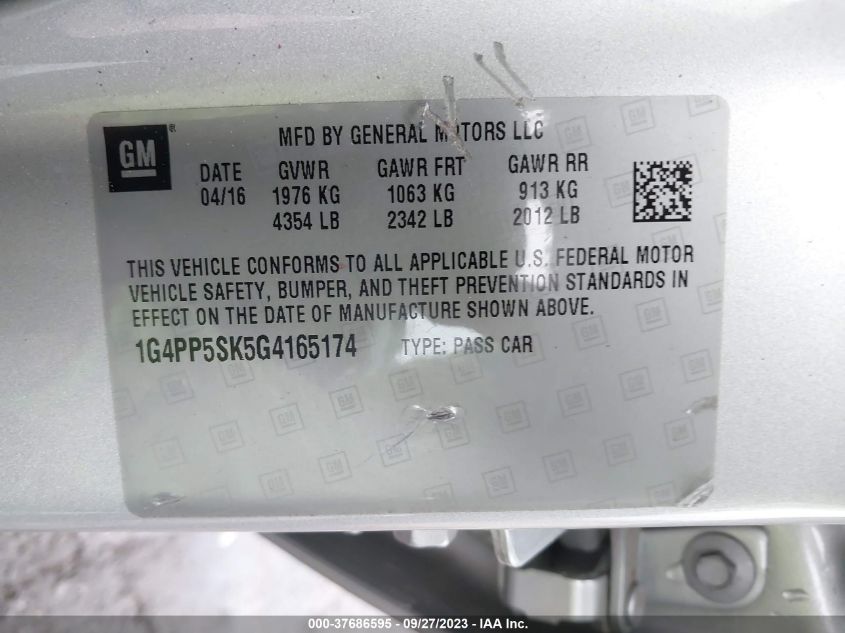 GM ®
MFD BY GENERAL MOTORS LLC
DATE GVWR GAWR FRT GAWR RR
04/16 1976 KG 1063 KG 913 KG
4354 LB 2342 LB 2012 LB
THIS VEHICLE CONFORMS TO ALL APPLICABLE U.S. FEDERAL MOTOR
VEHICLE SAFETY, BUMPER, AND THEFT PREVENTION STANDARDS IN
EFFECT ON THE DATE OF MANUFACTURE SHOWN ABOVE.
1G4PP5SK5G4165174 TYPE: PASS CAR
000-37686595 - 09/27/2023 - IAA Inc.